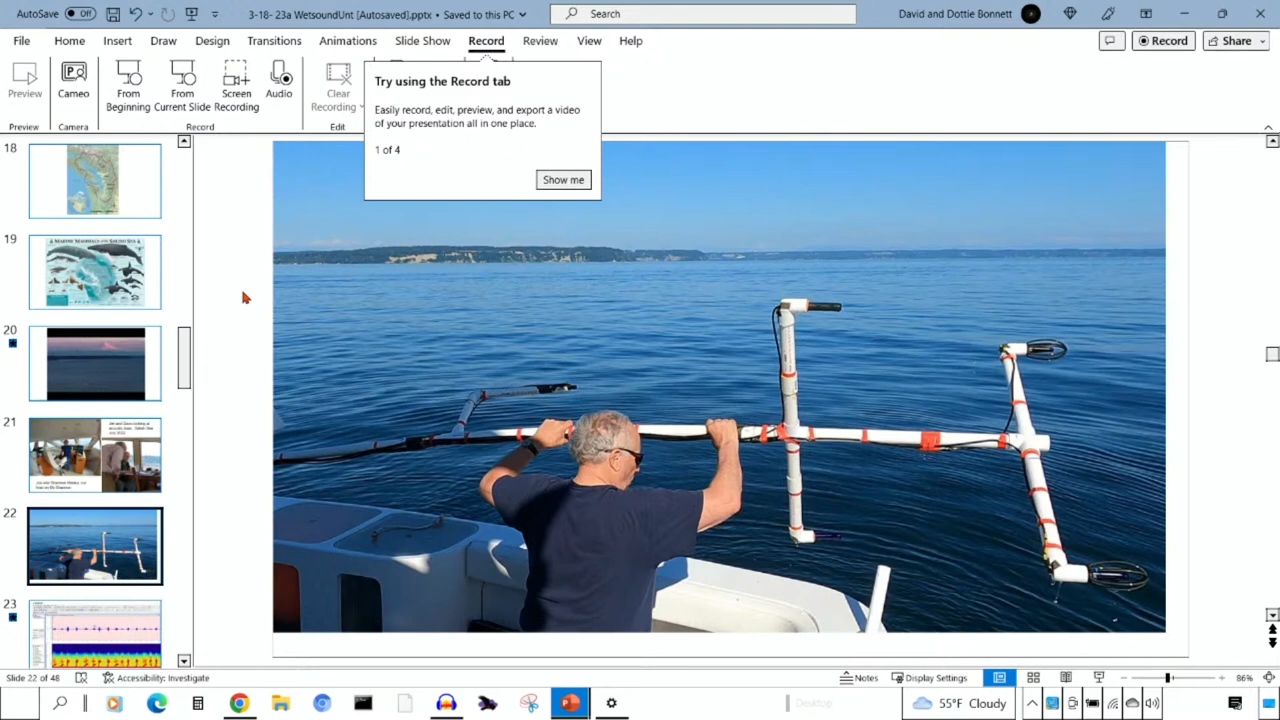 AutoSave Off 3-18- 23a WetsoundUnt [Autosaved].pptx • Saved to this PC Search David and Dottie Bonnett
File Home Insert Draw Design Transitions Animations Slide Show Record Review View Help Record Share
Preview Cameo From Beginning From Current Slide Screen Recording Audio Clear Recording
Preview Camera Record Edit
Try using the Record tab
Easily record, edit, preview, and export a video
of your presentation all in one place.
1 of 4
Show me
18
19
MARINE MAMMALS
20
21
22
23
Slide 22 of 48 Accessibility: Investigate Notes Display Settings 86%
Desktop 55°F Cloudy